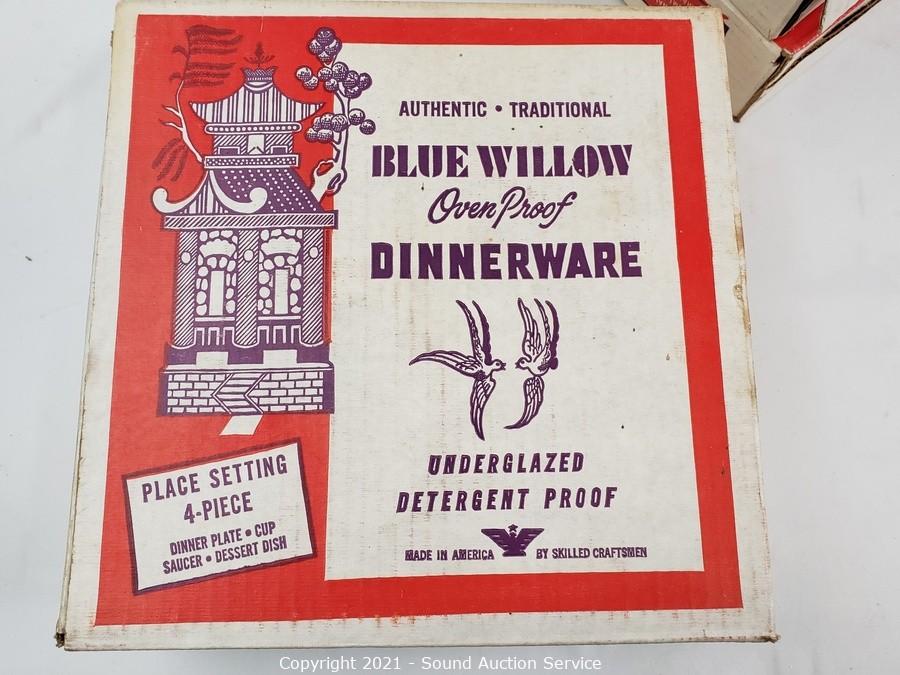 AUTHENTIC • TRADITIONAL
BLUE WILLOW
Oven Proof
DINNERWARE
UNDERGLAZED
DETERGENT PROOF
MADE IN AMERICA BY SKILLED CRAFTSMEN
PLACE SETTING
4-PIECE
DINNER PLATE • CUP
SAUCER • DESSERT DISH
Copyright 2021 - Sound Auction Service